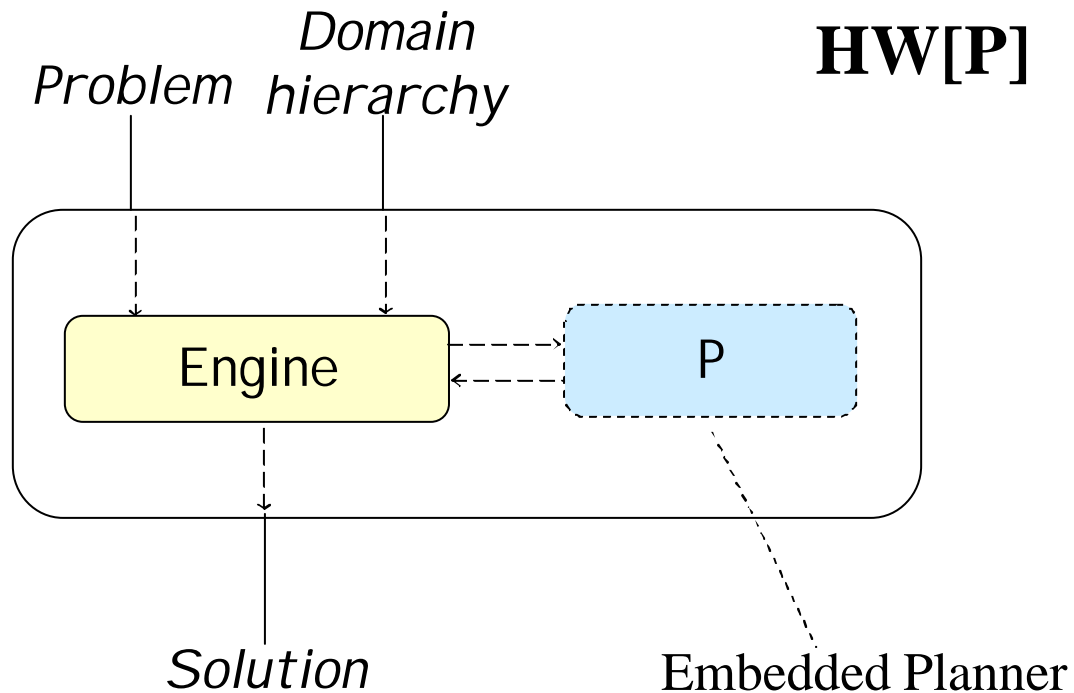 HW[P]
Problem
Domain
hierarchy
Engine
P
Solution
Embedded Planner